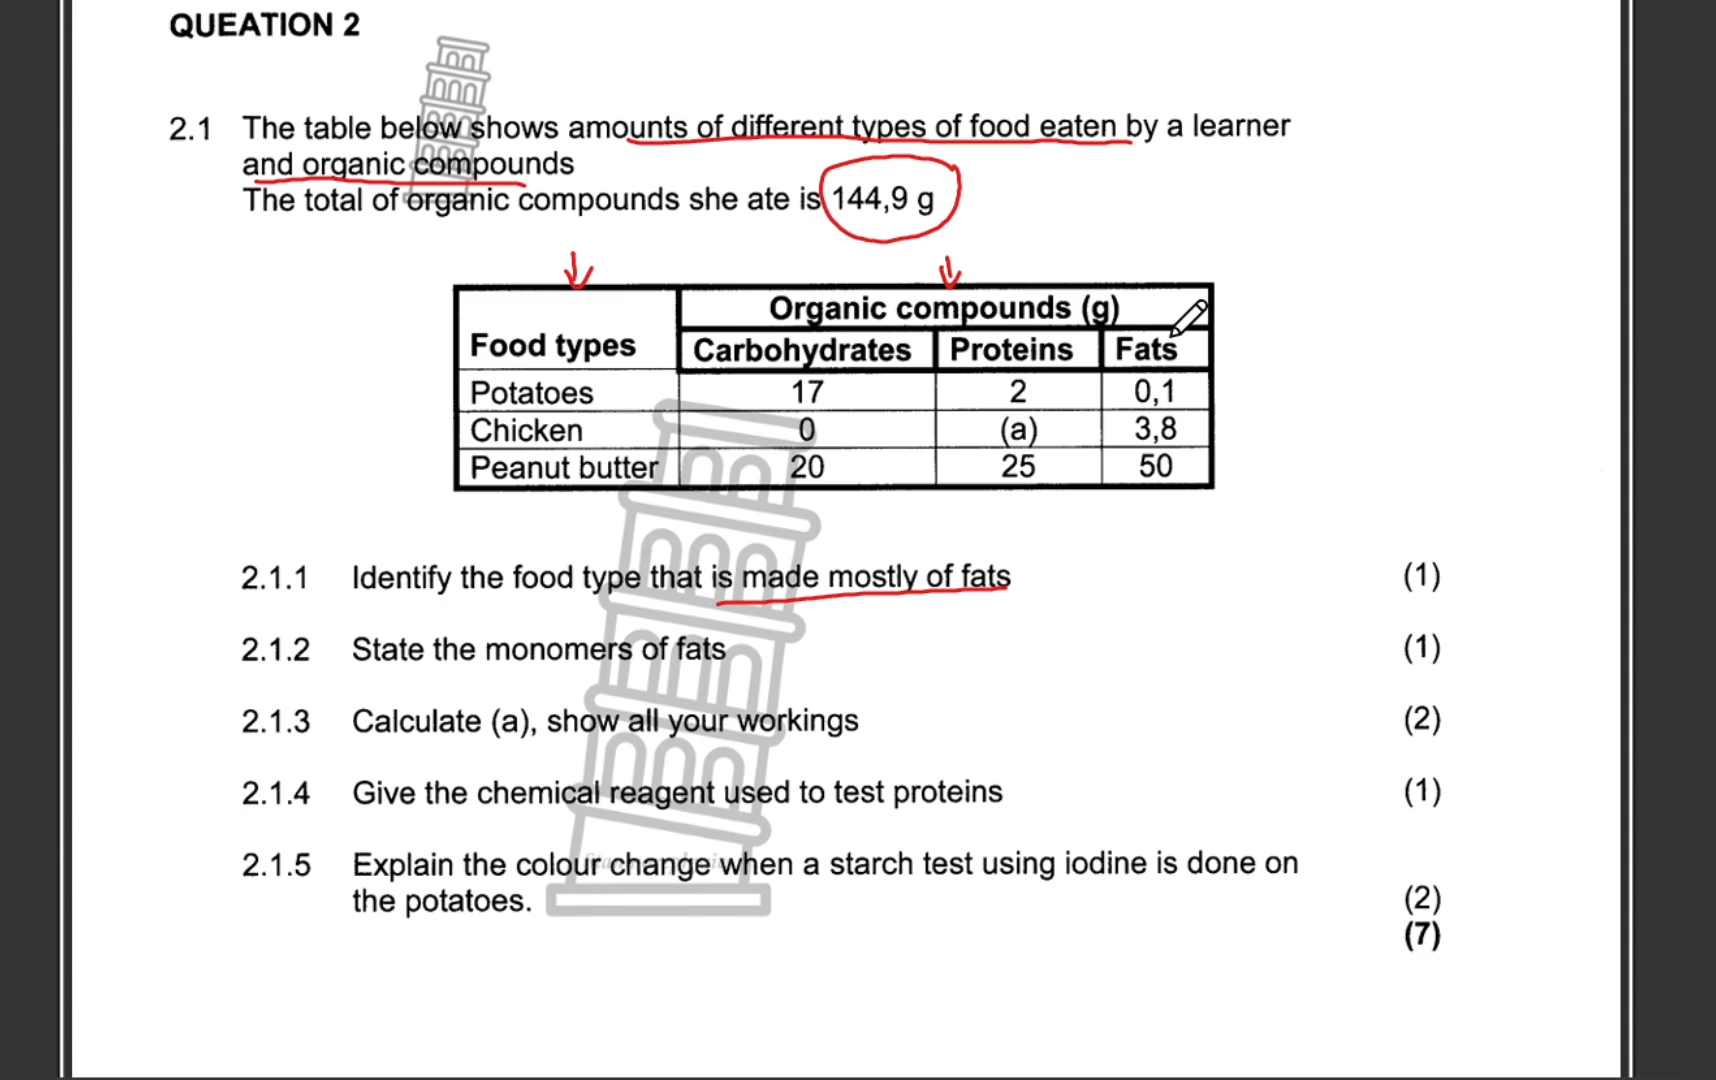 QUEATION 2
2.1 The table below shows amounts of different types of food eaten by a learner
and organic compounds
The total of organic compounds she ate is 144,9 g
Organic compounds (g)
Food types Carbohydrates Proteins Fats
Potatoes 17 2 0,1
Chicken 0 (a) 3,8
Peanut butter 20 25 50
2.1.1 Identify the food type that is made mostly of fats (1)
2.1.2 State the monomers of fats (1)
2.1.3 Calculate (a), show all your workings (2)
2.1.4 Give the chemical reagent used to test proteins (1)
2.1.5 Explain the colour change when a starch test using iodine is done on
the potatoes. (2)
(7)